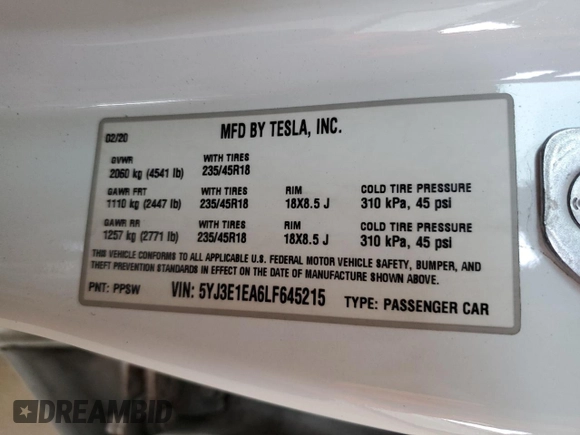 02/20 MFD BY TESLA, INC.
GVWR WITH TIRES
2060 kg (4541 lb) 235/45R18
GAWR FRT WITH TIRES RIM COLD TIRE PRESSURE
1110 kg (2447 lb) 235/45R18 18X8.5 J 310 kPa, 45 psi
GAWR RR WITH TIRES RIM COLD TIRE PRESSURE
1257 kg (2771 lb) 235/45R18 18X8.5 J 310 kPa, 45 psi
THIS VEHICLE CONFORMS TO ALL APPLICABLE U.S. FEDERAL MOTOR VEHICLE SAFETY, BUMPER, AND
THEFT PREVENTION STANDARDS IN EFFECT ON THE DATE OF MANUFACTURE SHOWN ABOVE.
PNT: PPSW VIN: 5YJ3E1EA6LF645215 TYPE: PASSENGER CAR
DREAMBID